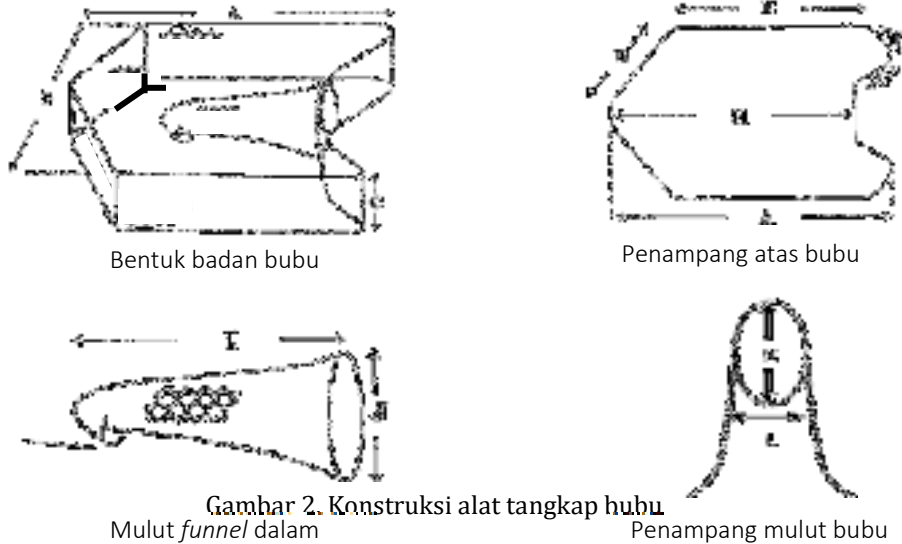 Bentuk badan bubu
Penampang atas bubu
Gambar 2. Konstruksi alat tangkap bubu
Mulut funnel dalam
Penampang mulut bubu